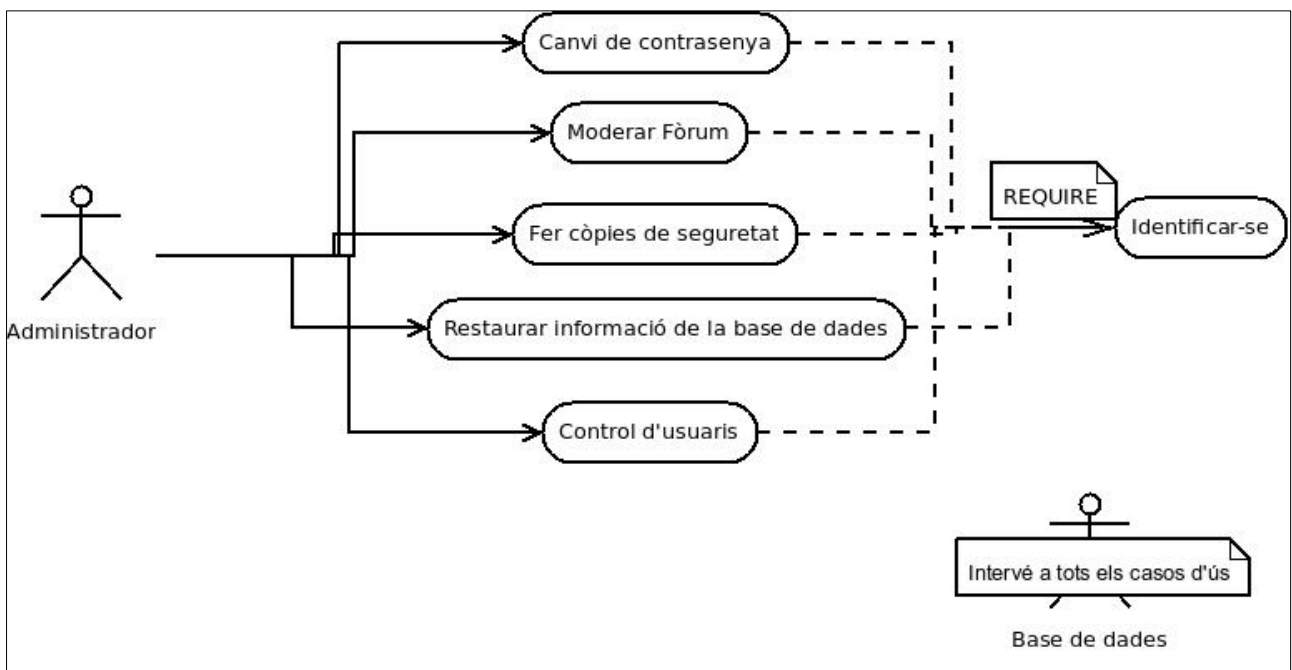 Canvi de contrasenya
Moderar Fòrum
REQUIRE
Identificar-se
Fer còpies de seguretat
Administrador
Restaurar informació de la base de dades
Control d'usuaris
Intervé a tots els casos d'ús
Base de dades